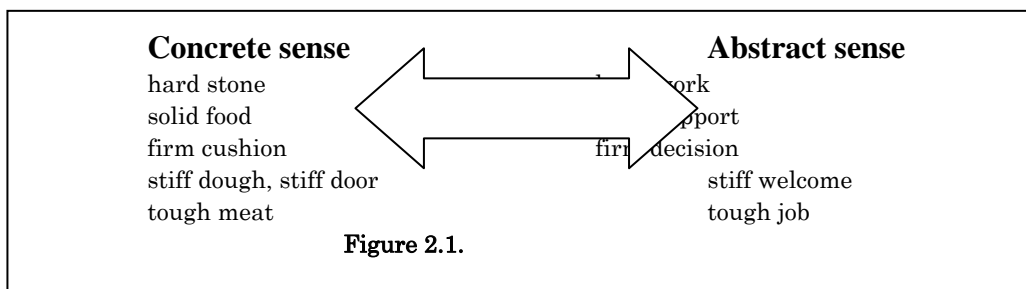 Concrete sense Abstract sense
hard stone
solid food
firm cushion firm decision
stiff dough, stiff door stiff welcome
tough meat tough job
Figure 2.1.